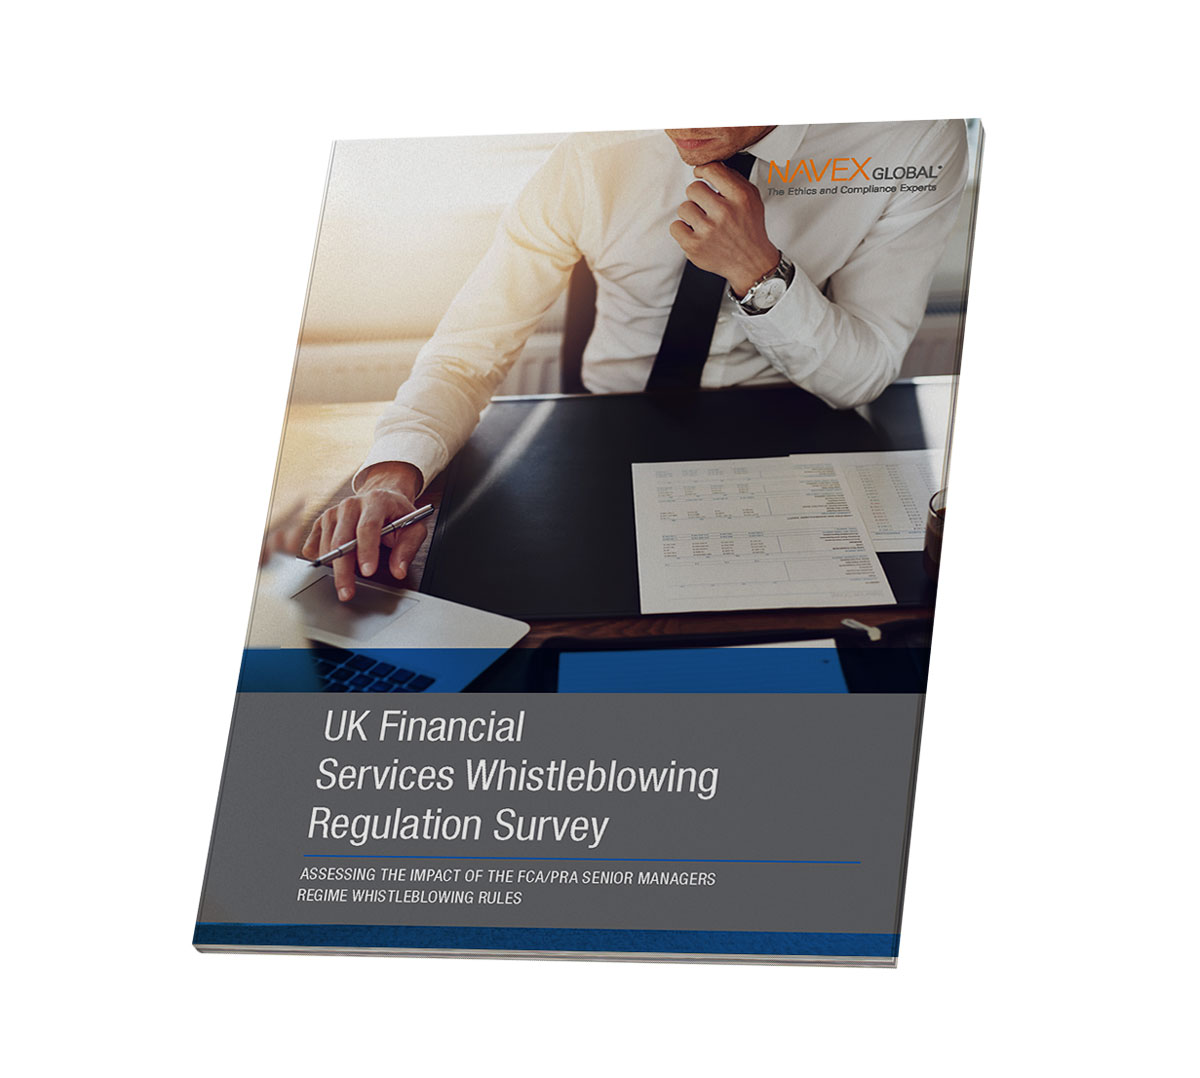 NAVEX GLOBAL
The Ethics and Compliance Experts
UK Financial
Services Whistleblowing
Regulation Survey
ASSESSING THE IMPACT OF THE FCA/PRA SENIOR MANAGERS
REGIME WHISTLEBLOWING RULES